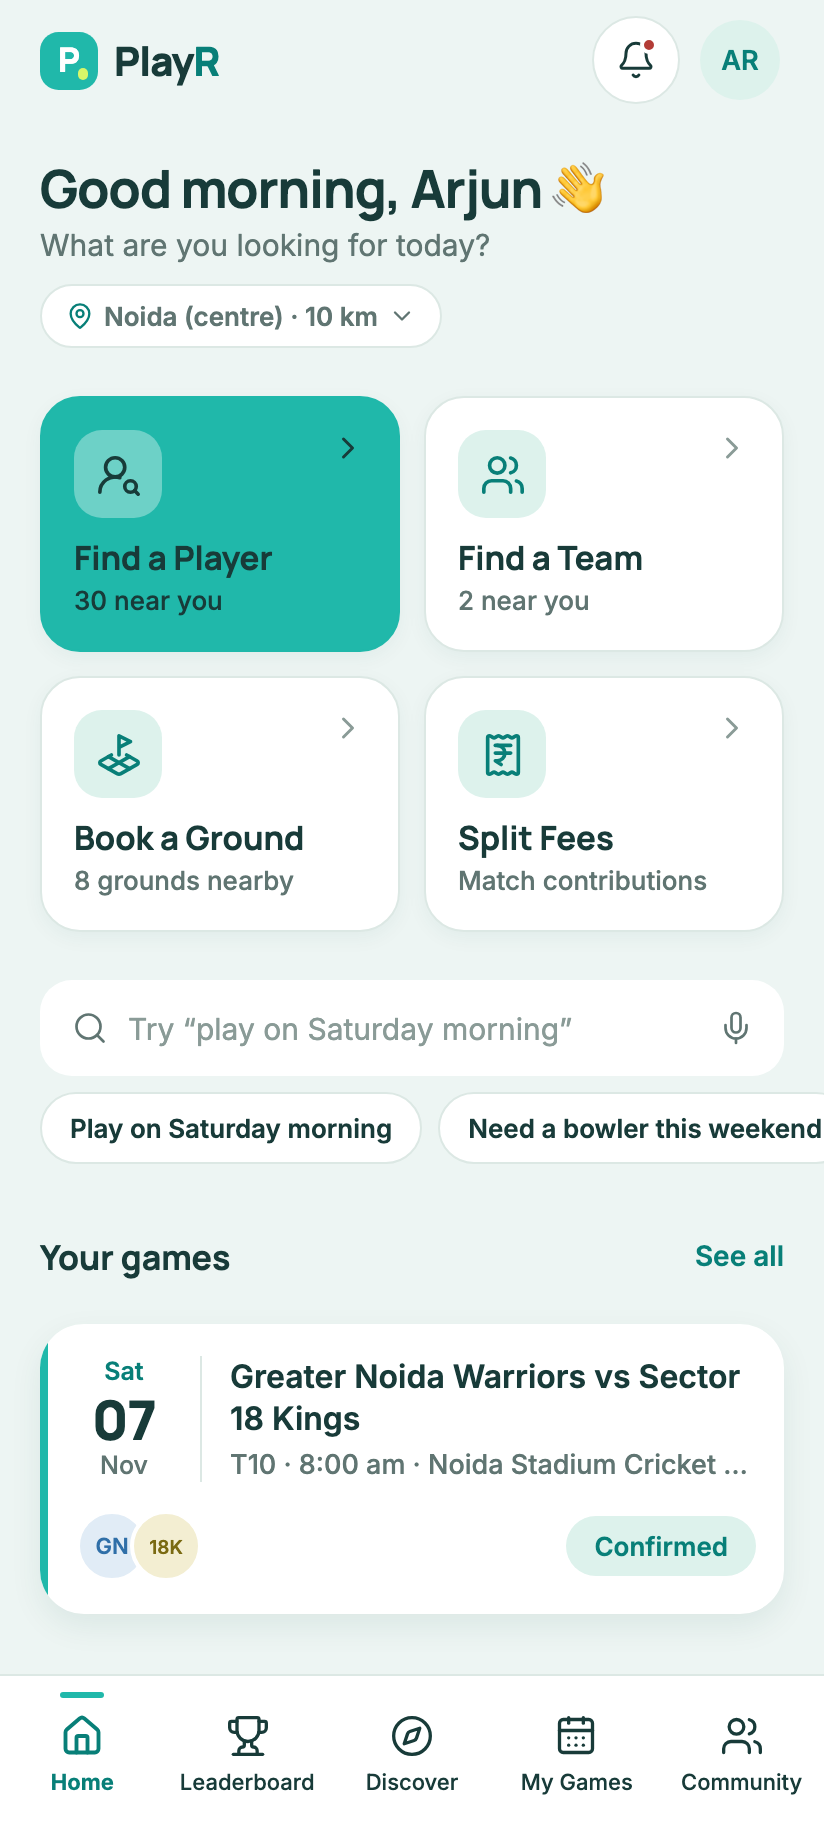 P.
PlayR
AR
Good morning, Arjun 👋
What are you looking for today?
Noida (centre) · 10 km
Find a Player
30 near you
Find a Team
2 near you
Book a Ground
8 grounds nearby
Split Fees
Match contributions
Try “play on Saturday morning”
Play on Saturday morning
Need a bowler this weekend
Your games
See all
Sat
07
Nov
Greater Noida Warriors vs Sector
18 Kings
T10 · 8:00 am · Noida Stadium Cricket ...
GN
18K
Confirmed
Home
Leaderboard
Discover
My Games
Community